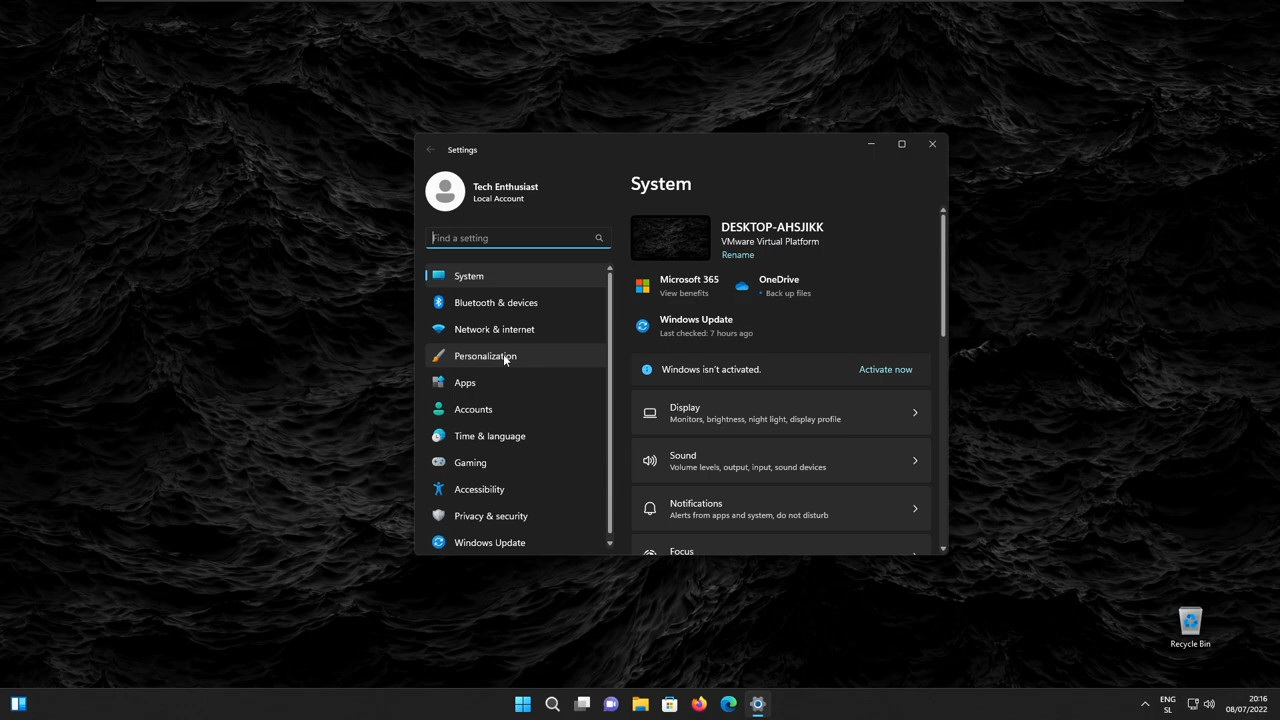 Settings
Tech Enthusiast
Local Account
Find a setting
System
Bluetooth & devices
Network & internet
Personalization
Apps
Accounts
Time & language
Gaming
Accessibility
Privacy & security
Windows Update
System
DESKTOP-AHSJIKK
VMware Virtual Platform
Rename
Microsoft 365
View benefits
OneDrive
Back up files
Windows Update
Last checked: 7 hours ago
Windows isn't activated.
Activate now
Display
Monitors, brightness, night light, display profile
Sound
Volume levels, output, input, sound devices
Notifications
Alerts from apps and system, do not disturb
Focus
Recycle Bin
ENG
SL
20:16
08/07/2022